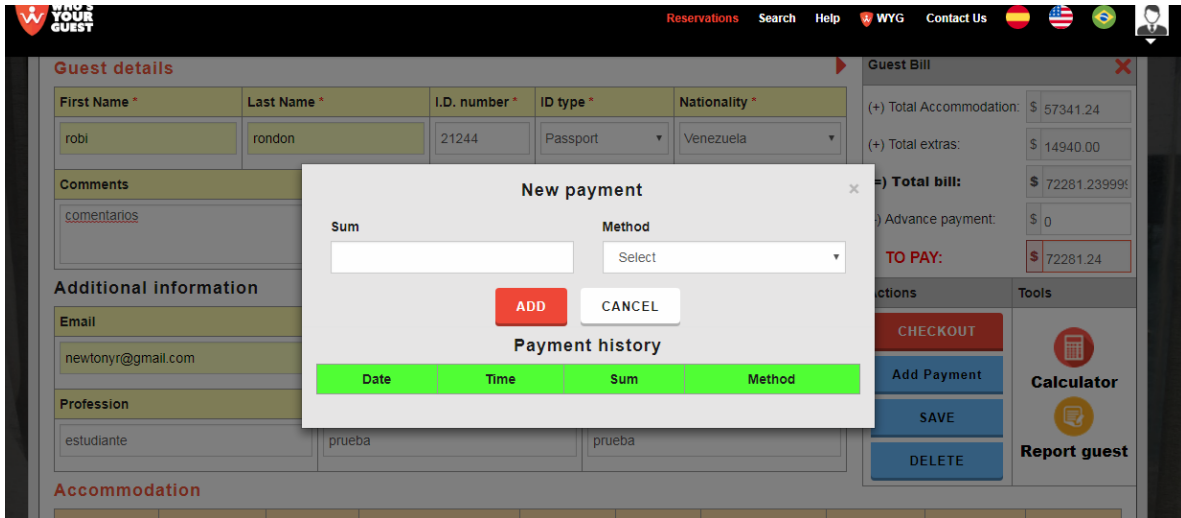 WHO'S
YOUR
GUEST
Reservations Search Help WYG Contact Us
Guest details
First Name * Last Name * I.D. number * ID type * Nationality *
robi rondon 21244 Passport Venezuela
Comments
comentarios
Additional information
Email
newtonyr@gmail.com
Profession
estudiante prueba prueba
Accommodation
New payment ×
Sum Method
Select
ADD CANCEL
Payment history
Date Time Sum Method
Guest Bill
(+) Total Accommodation: $ 57341.24
(+) Total extras: $ 14940.00
=) Total bill: $ 72281.239999
) Advance payment: $ 0
TO PAY: $ 72281.24
ctions Tools
CHECKOUT
Add Payment
SAVE
DELETE
Calculator
Report guest